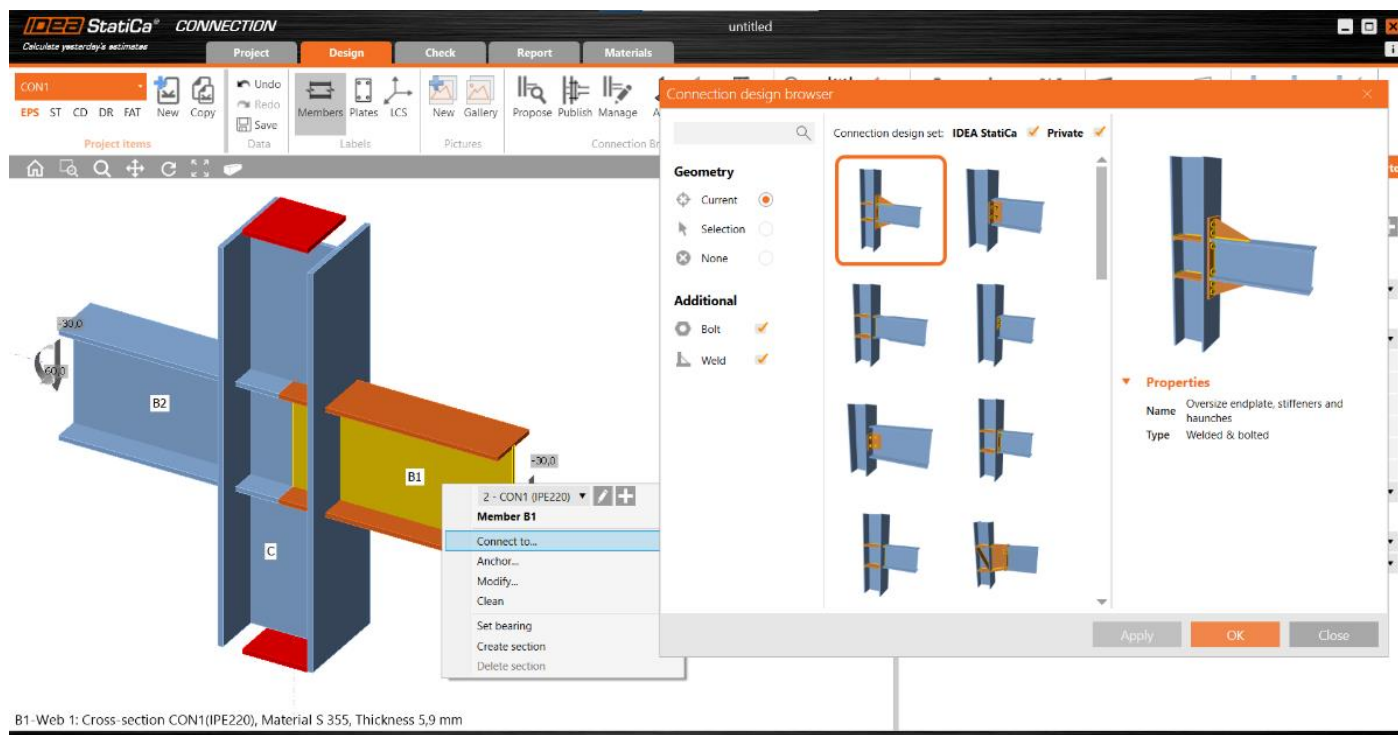 IDEA StatiCa® CONNECTION
untitled
Calculate yesterday's estimates
Project
Design
Check
Report
Materials
CON1
EPS ST CD DR FAT
New
Copy
Undo
Redo
Save
Members
Plates
LCS
New
Gallery
Propose
Publish
Manage
Project items
Data
Labels
Pictures
Connection Br
Connection design browser
Connection design set: IDEA StatiCa Private
Geometry
Current
Selection
None
Additional
Bolt
Weld
Properties
Name Oversize endplate, stiffeners and
haunches
Type Welded & bolted
Apply
OK
Close
-30,0
60,0
B2
B1
-30,0
C
2 - CON1 (IPE220)
Member B1
Connect to...
Anchor...
Modify...
Clean
Set bearing
Create section
Delete section
B1-Web 1: Cross-section CON1(IPE220), Material S 355, Thickness 5,9 mm